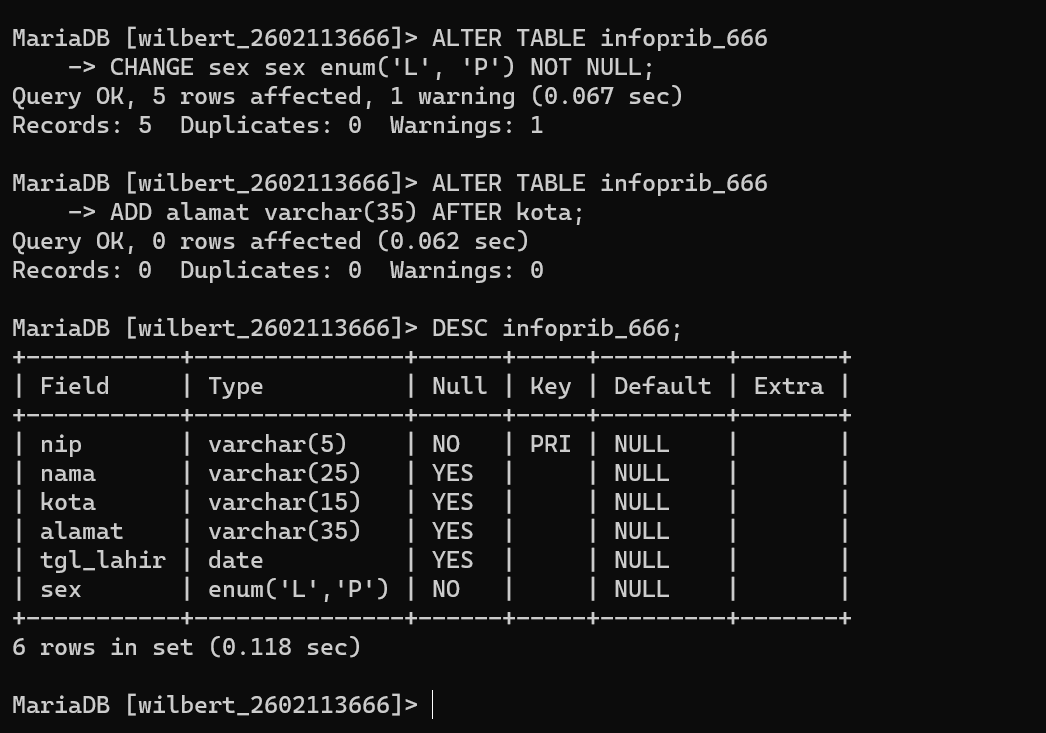 MariaDB [wilbert_2602113666]> ALTER TABLE infoprib_666
    -> CHANGE sex sex enum('L', 'P') NOT NULL;
Query OK, 5 rows affected, 1 warning (0.067 sec)
Records: 5  Duplicates: 0  Warnings: 1
MariaDB [wilbert_2602113666]> ALTER TABLE infoprib_666
    -> ADD alamat varchar(35) AFTER kota;
Query OK, 0 rows affected (0.062 sec)
Records: 0  Duplicates: 0  Warnings: 0
MariaDB [wilbert_2602113666]> DESC infoprib_666;
+-----------+---------------+------+-----+---------+-------+
| Field     | Type          | Null | Key | Default | Extra |
+-----------+---------------+------+-----+---------+-------+
| nip       | varchar(5)    | NO   | PRI | NULL    |       |
| nama      | varchar(25)   | YES  |     | NULL    |       |
| kota      | varchar(15)   | YES  |     | NULL    |       |
| alamat    | varchar(35)   | YES  |     | NULL    |       |
| tgl_lahir | date          | YES  |     | NULL    |       |
| sex       | enum('L','P') | NO   |     | NULL    |       |
+-----------+---------------+------+-----+---------+-------+
6 rows in set (0.118 sec)
MariaDB [wilbert_2602113666]>